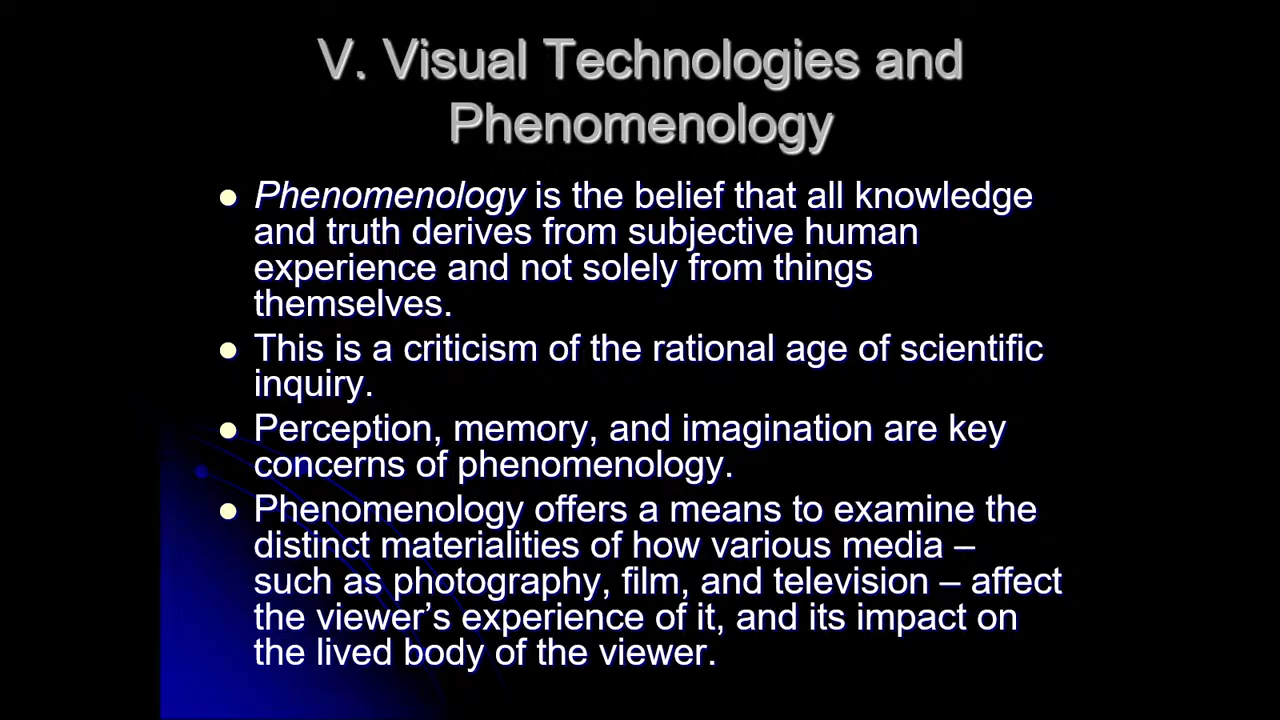 V. Visual Technologies and
Phenomenology
Phenomenology is the belief that all knowledge
and truth derives from subjective human
experience and not solely from things
themselves.
This is a criticism of the rational age of scientific
inquiry.
Perception, memory, and imagination are key
concerns of phenomenology.
Phenomenology offers a means to examine the
distinct materialities of how various media –
such as photography, film, and television – affect
the viewer’s experience of it, and its impact on
the lived body of the viewer.